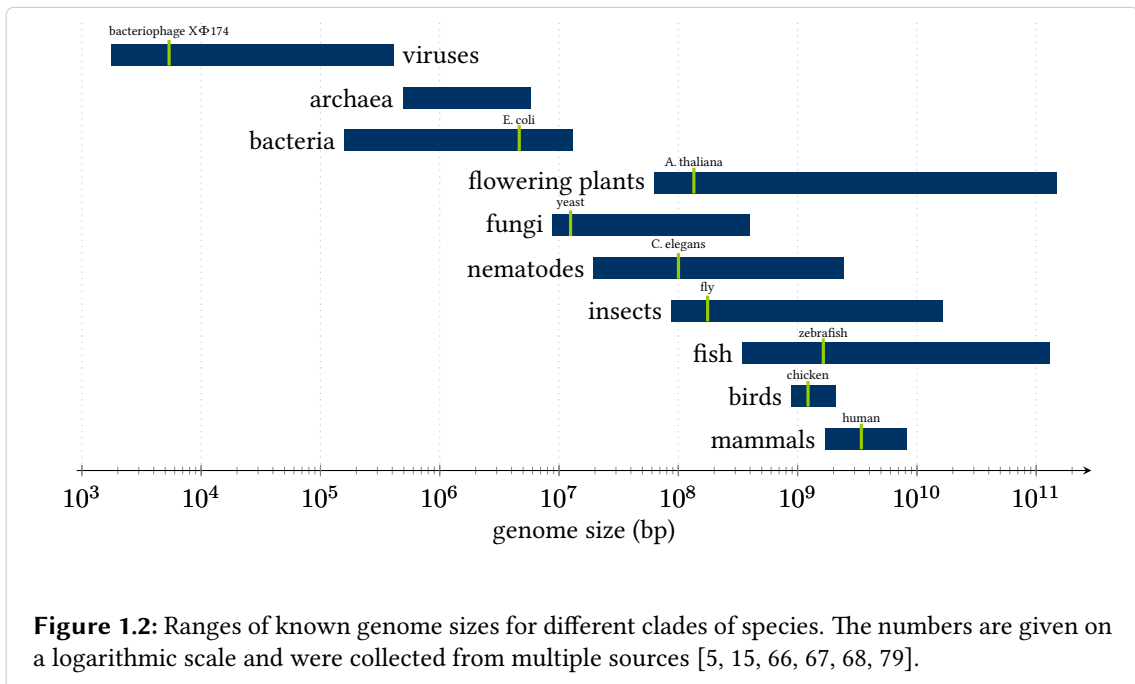 bacteriophage XΦ174
viruses
archaea
E. coli
bacteria
A. thaliana
flowering plants
yeast
fungi
C. elegans
nematodes
fly
insects
zebrafish
fish
chicken
birds
human
mammals
10³ 10⁴ 10⁵ 10⁶ 10⁷ 10⁸ 10⁹ 10¹⁰ 10¹¹
genome size (bp)
Figure 1.2: Ranges of known genome sizes for different clades of species. The numbers are given on
a logarithmic scale and were collected from multiple sources [5, 15, 66, 67, 68, 79].